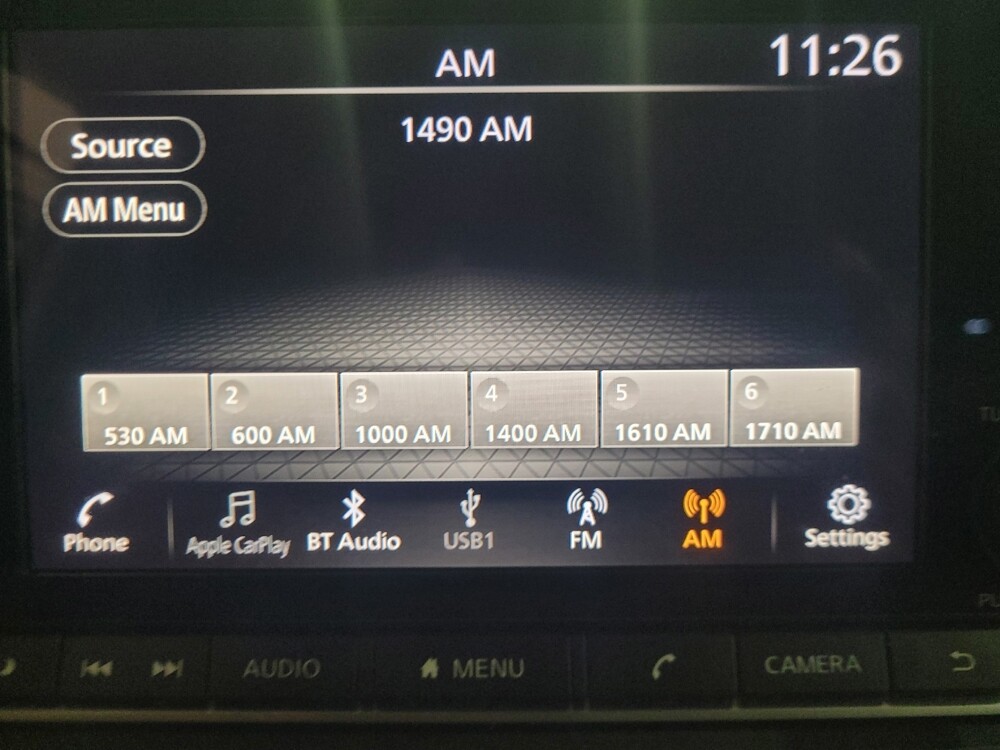 AM
11:26
1490 AM
Source
AM Menu
1 2 3 4 5 6
530 AM 600 AM 1000 AM 1400 AM 1610 AM 1710 AM
Phone Apple CarPlay BT Audio USB1 FM AM Settings
AUDIO MENU CAMERA